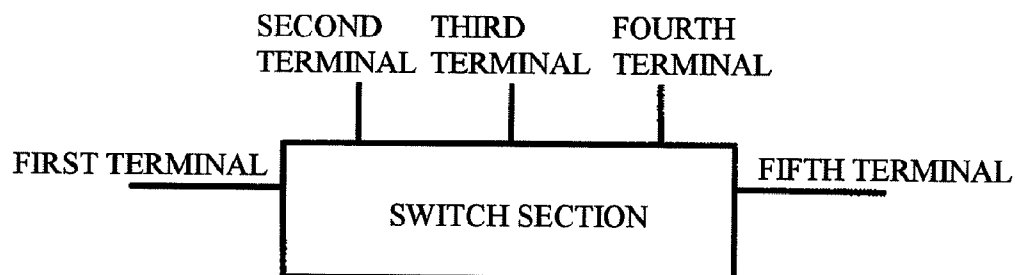 SECOND
TERMINAL
THIRD
TERMINAL
FOURTH
TERMINAL
FIRST TERMINAL
FIFTH TERMINAL
SWITCH SECTION